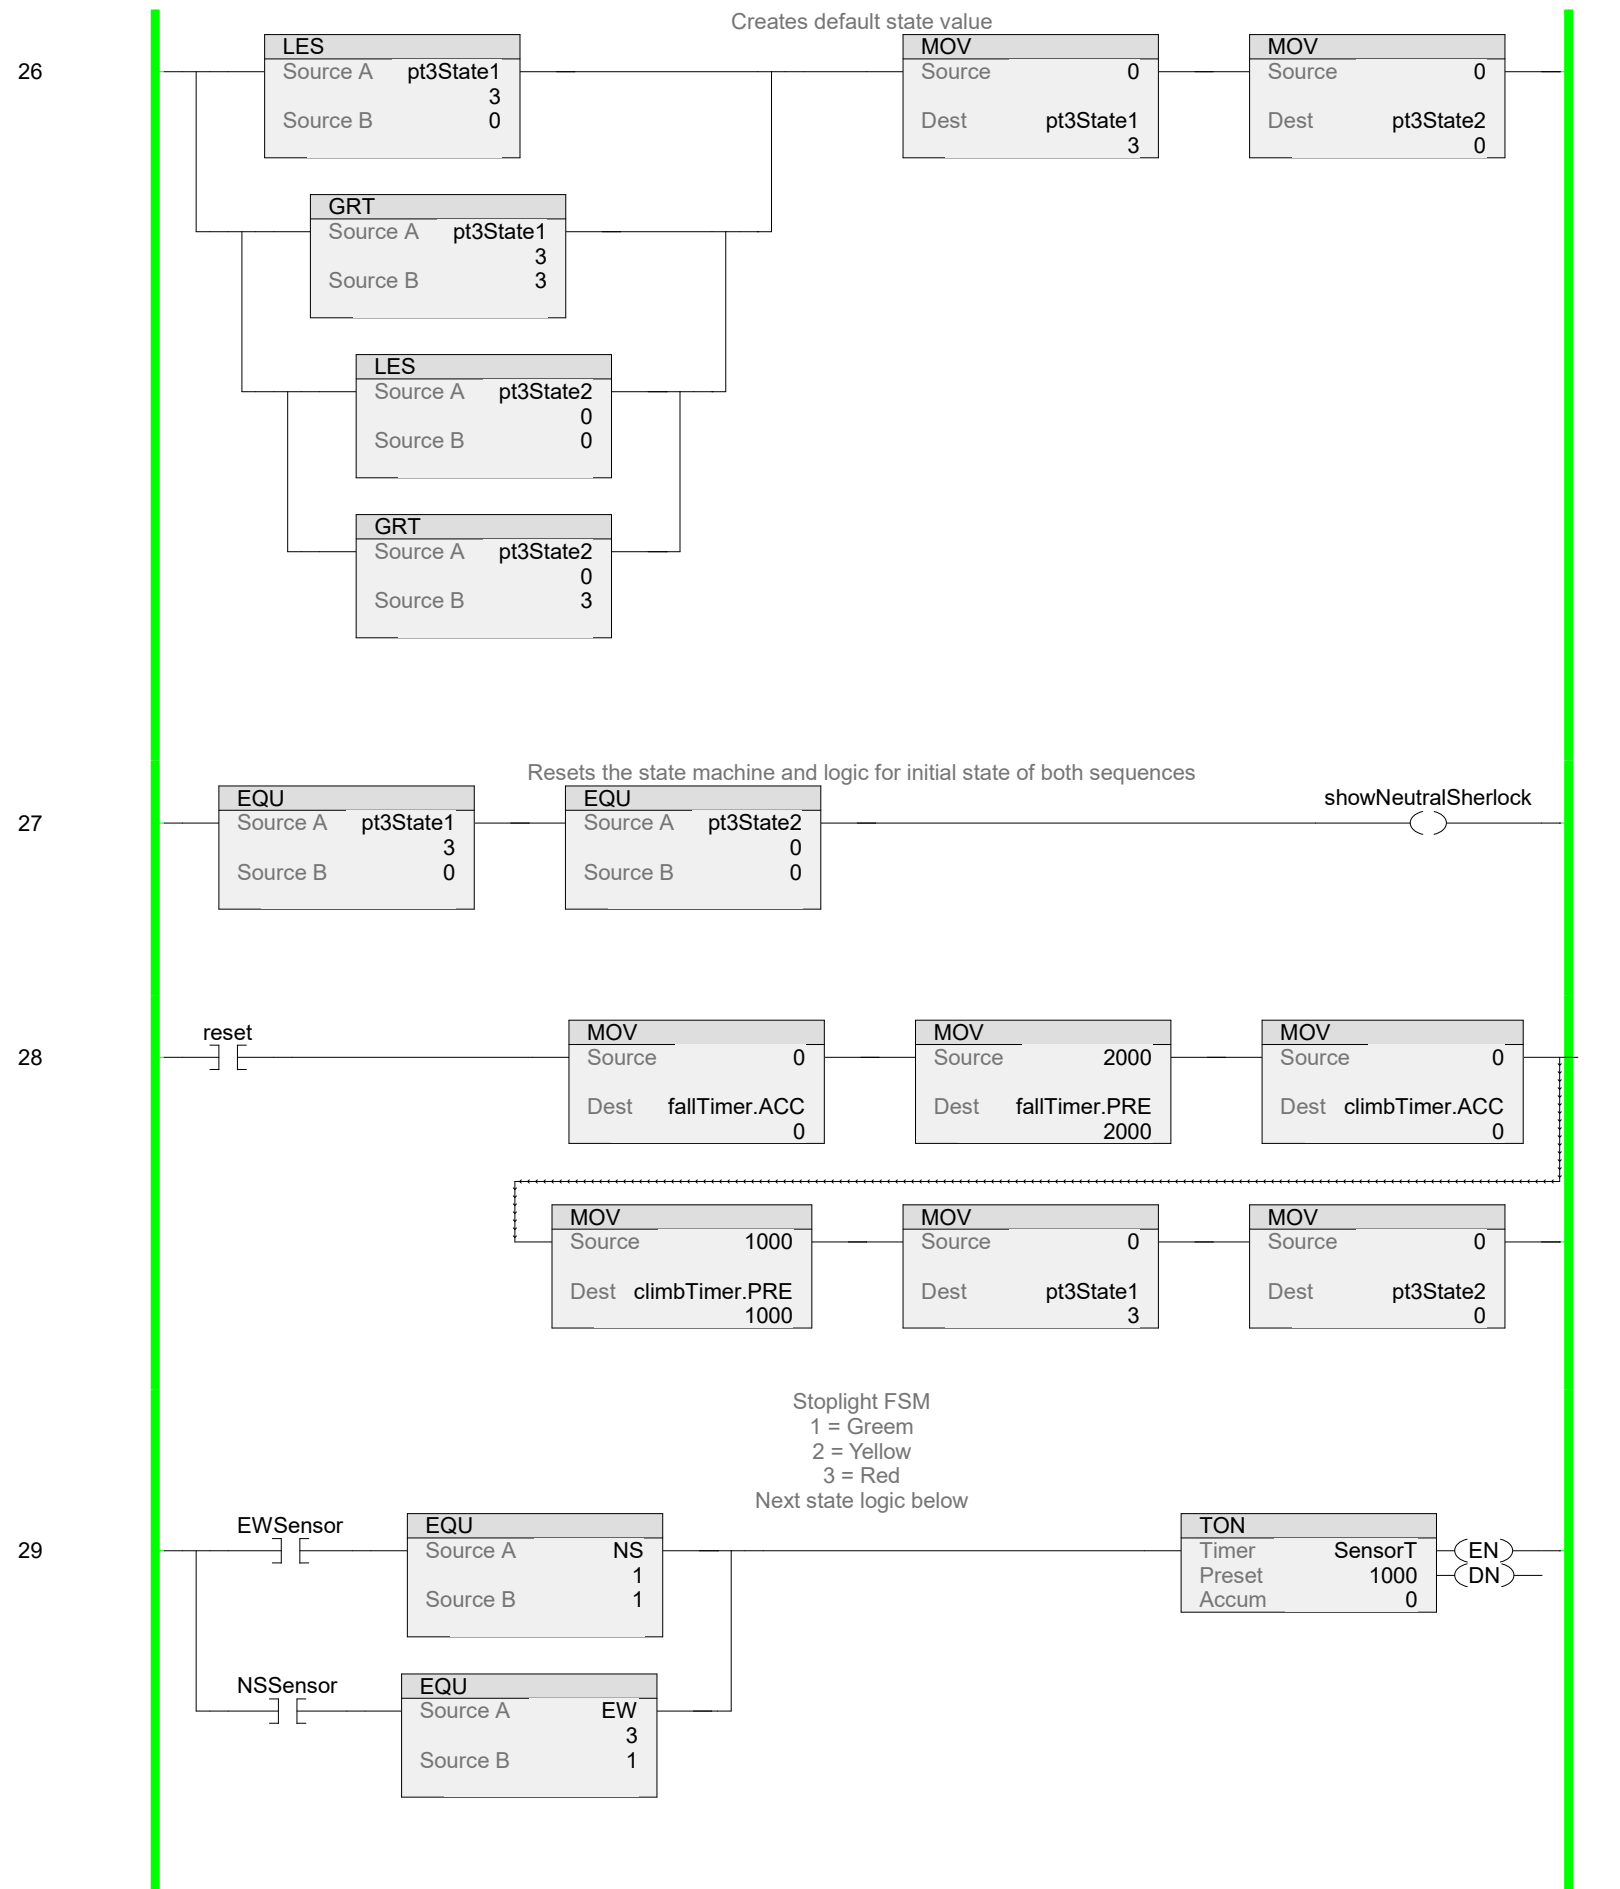 Creates default state value
26
LES
Source A pt3State1
3
Source B 0
MOV
Source 0
Dest pt3State1
3
MOV
Source 0
Dest pt3State2
0
GRT
Source A pt3State1
3
Source B 3
LES
Source A pt3State2
0
Source B 0
GRT
Source A pt3State2
0
Source B 3
Resets the state machine and logic for initial state of both sequences
27
EQU
Source A pt3State1
3
Source B 0
EQU
Source A pt3State2
0
Source B 0
showNeutralSherlock
28
reset
MOV
Source 0
Dest fallTimer.ACC
0
MOV
Source 2000
Dest fallTimer.PRE
2000
MOV
Source 0
Dest climbTimer.ACC
0
MOV
Source 1000
Dest climbTimer.PRE
1000
MOV
Source 0
Dest pt3State1
3
MOV
Source 0
Dest pt3State2
0
Stoplight FSM
1 = Greem
2 = Yellow
3 = Red
Next state logic below
29
EWSensor
EQU
Source A NS
1
Source B 1
TON
Timer SensorT
Preset 1000
Accum 0
EN
DN
NSSensor
EQU
Source A EW
3
Source B 1